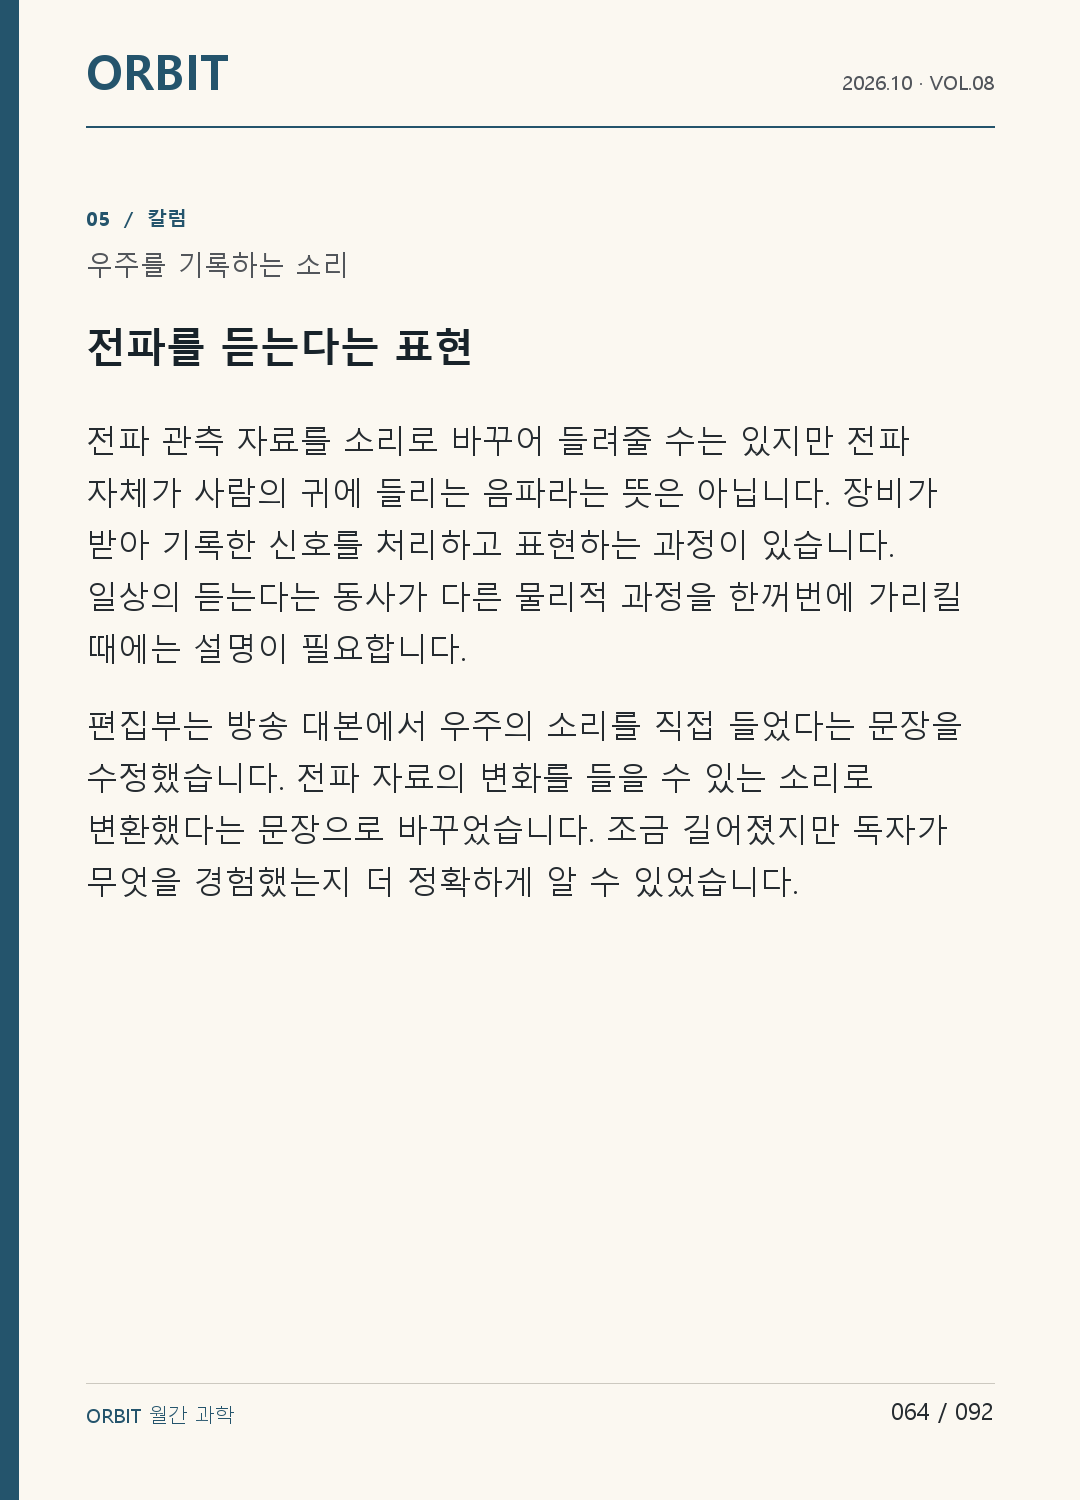 ORBIT
2026.10 · VOL.08
05 / 칼럼
우주를 기록하는 소리
전파를 듣는다는 표현
전파 관측 자료를 소리로 바꾸어 들려줄 수는 있지만 전파
자체가 사람의 귀에 들리는 음파라는 뜻은 아닙니다. 장비가
받아 기록한 신호를 처리하고 표현하는 과정이 있습니다.
일상의 듣는다는 동사가 다른 물리적 과정을 한꺼번에 가리킬
때에는 설명이 필요합니다.
편집부는 방송 대본에서 우주의 소리를 직접 들었다는 문장을
수정했습니다. 전파 자료의 변화를 들을 수 있는 소리로
변환했다는 문장으로 바꾸었습니다. 조금 길어졌지만 독자가
무엇을 경험했는지 더 정확하게 알 수 있었습니다.
ORBIT 월간 과학
064 / 092